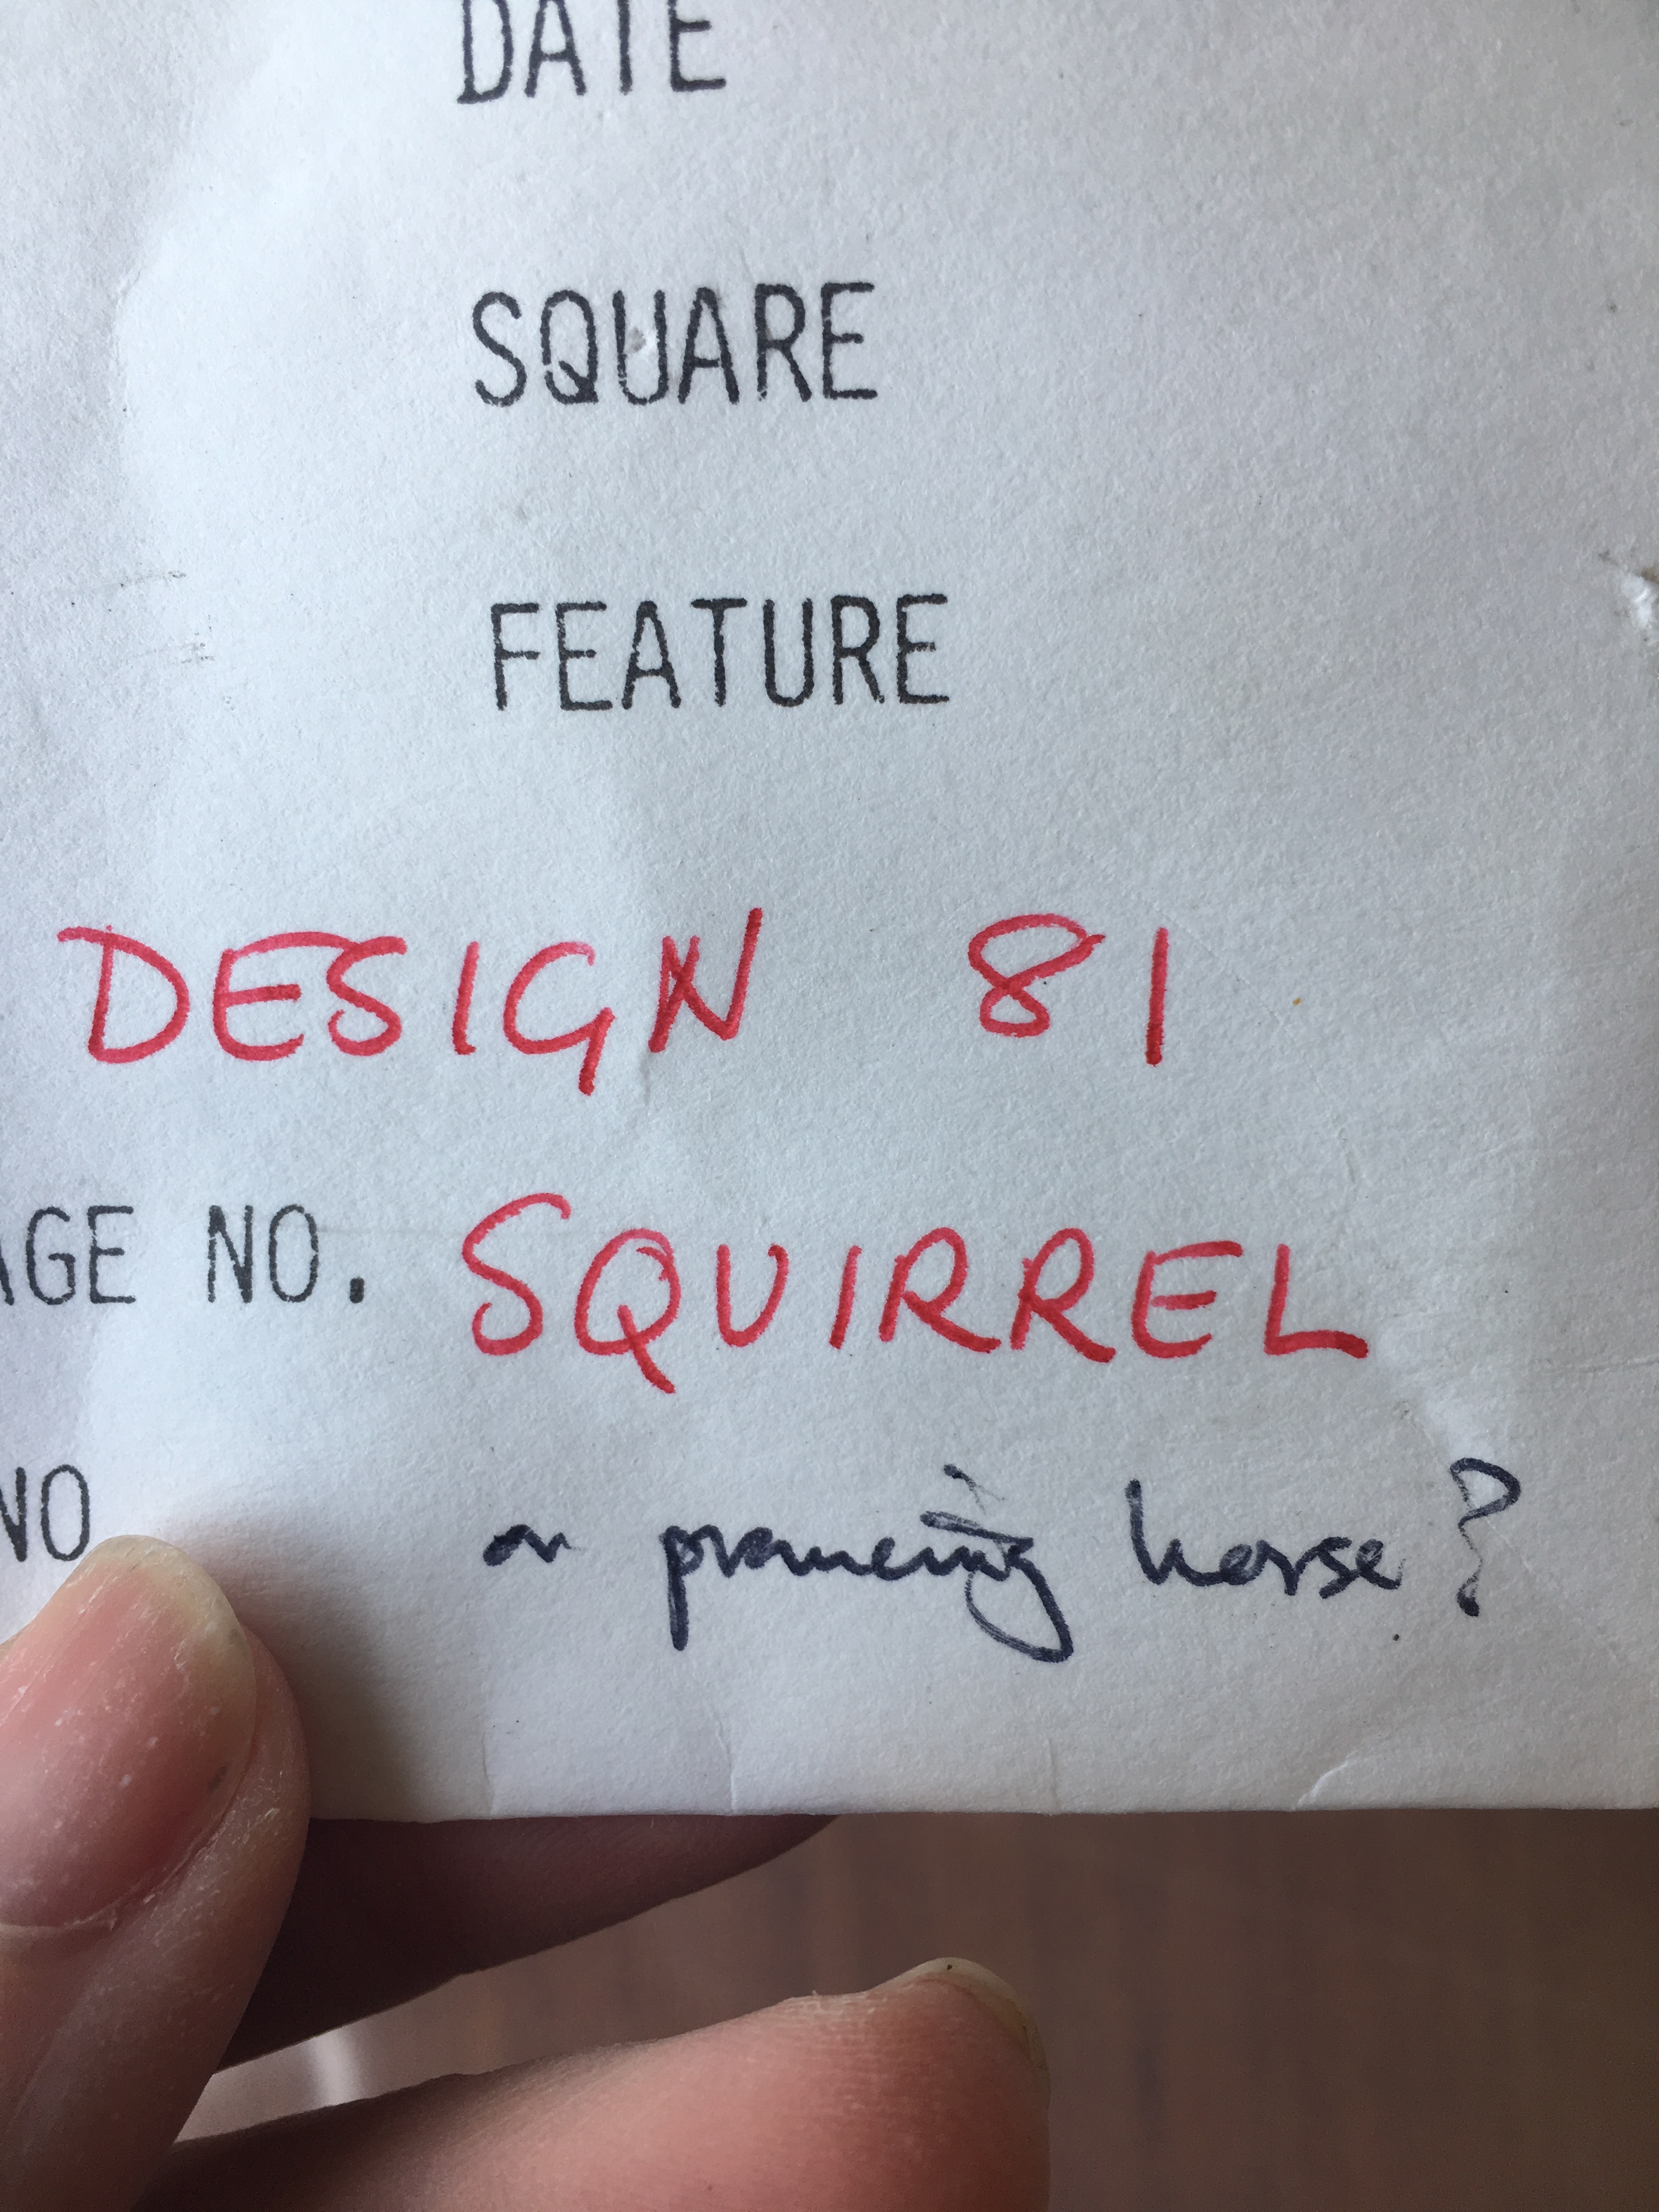 DATE
SQUARE
FEATURE
DESIGN 81
AGE NO. SQUIRREL
NO or prancing horse?